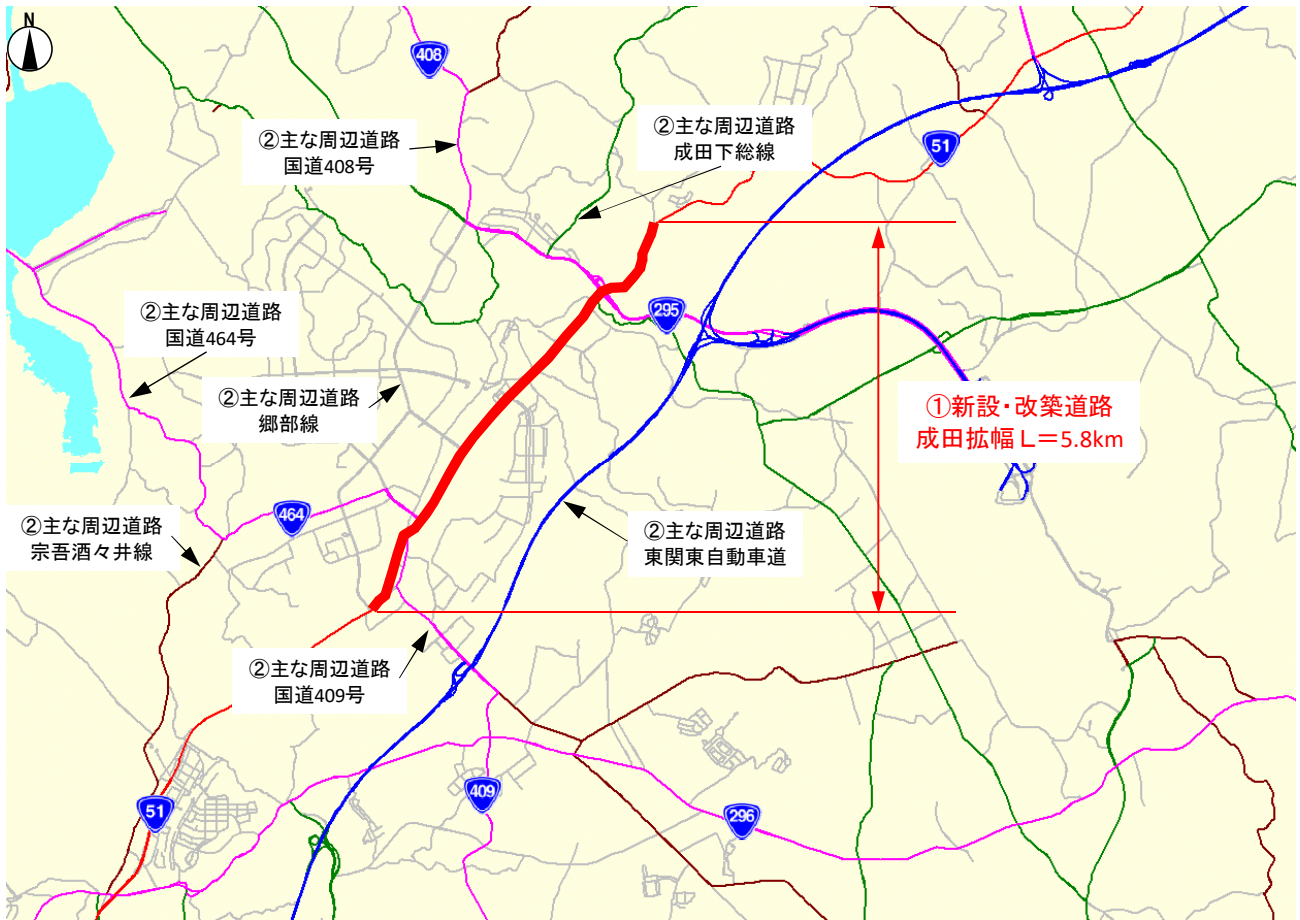 N
408
②主な周辺道路
国道408号
②主な周辺道路
成田下総線
51
②主な周辺道路
国道464号
295
②主な周辺道路
郷部線
①新設・改築道路
成田拡幅L=5.8km
464
②主な周辺道路
宗吾酒々井線
②主な周辺道路
東関東自動車道
②主な周辺道路
国道409号
51
409
296